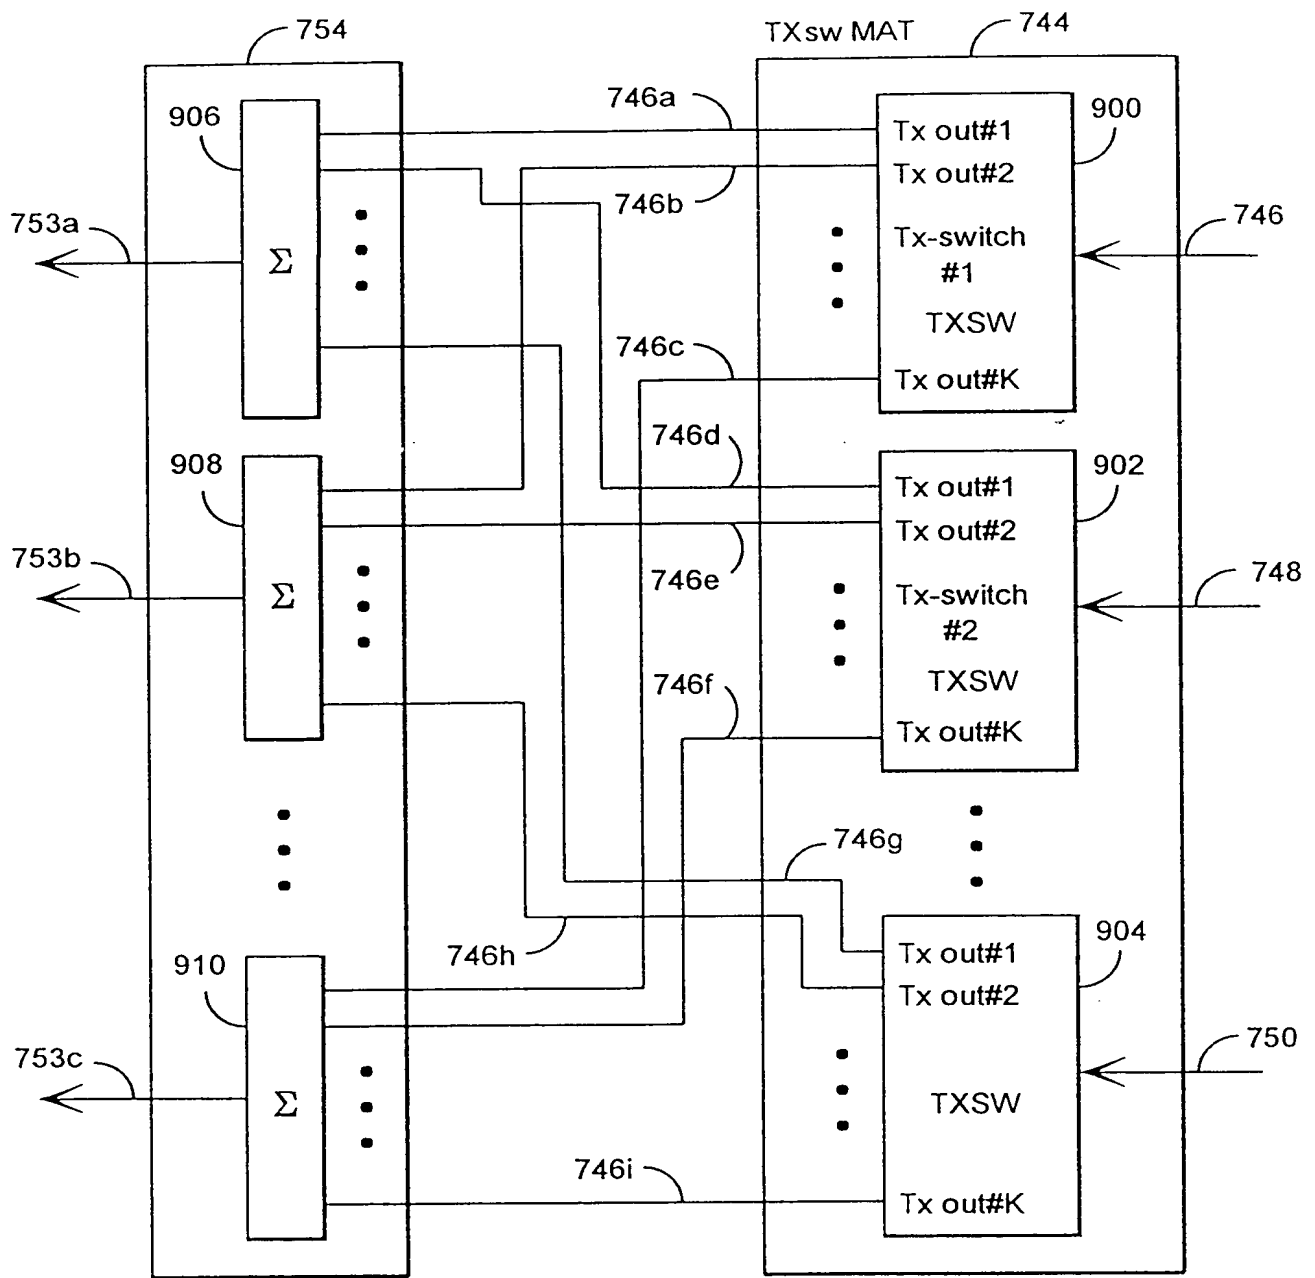 754
TXsw MAT
744
906
746a
Tx out#1
900
Tx out#2
746b
753a
Σ
Tx-switch
#1
746
TXSW
746c
Tx out#K
746d
908
Tx out#1
902
Tx out#2
753b
746e
Σ
Tx-switch
#2
748
746f
TXSW
Tx out#K
746g
746h
910
Tx out#1
904
Tx out#2
753c
Σ
TXSW
750
746i
Tx out#K